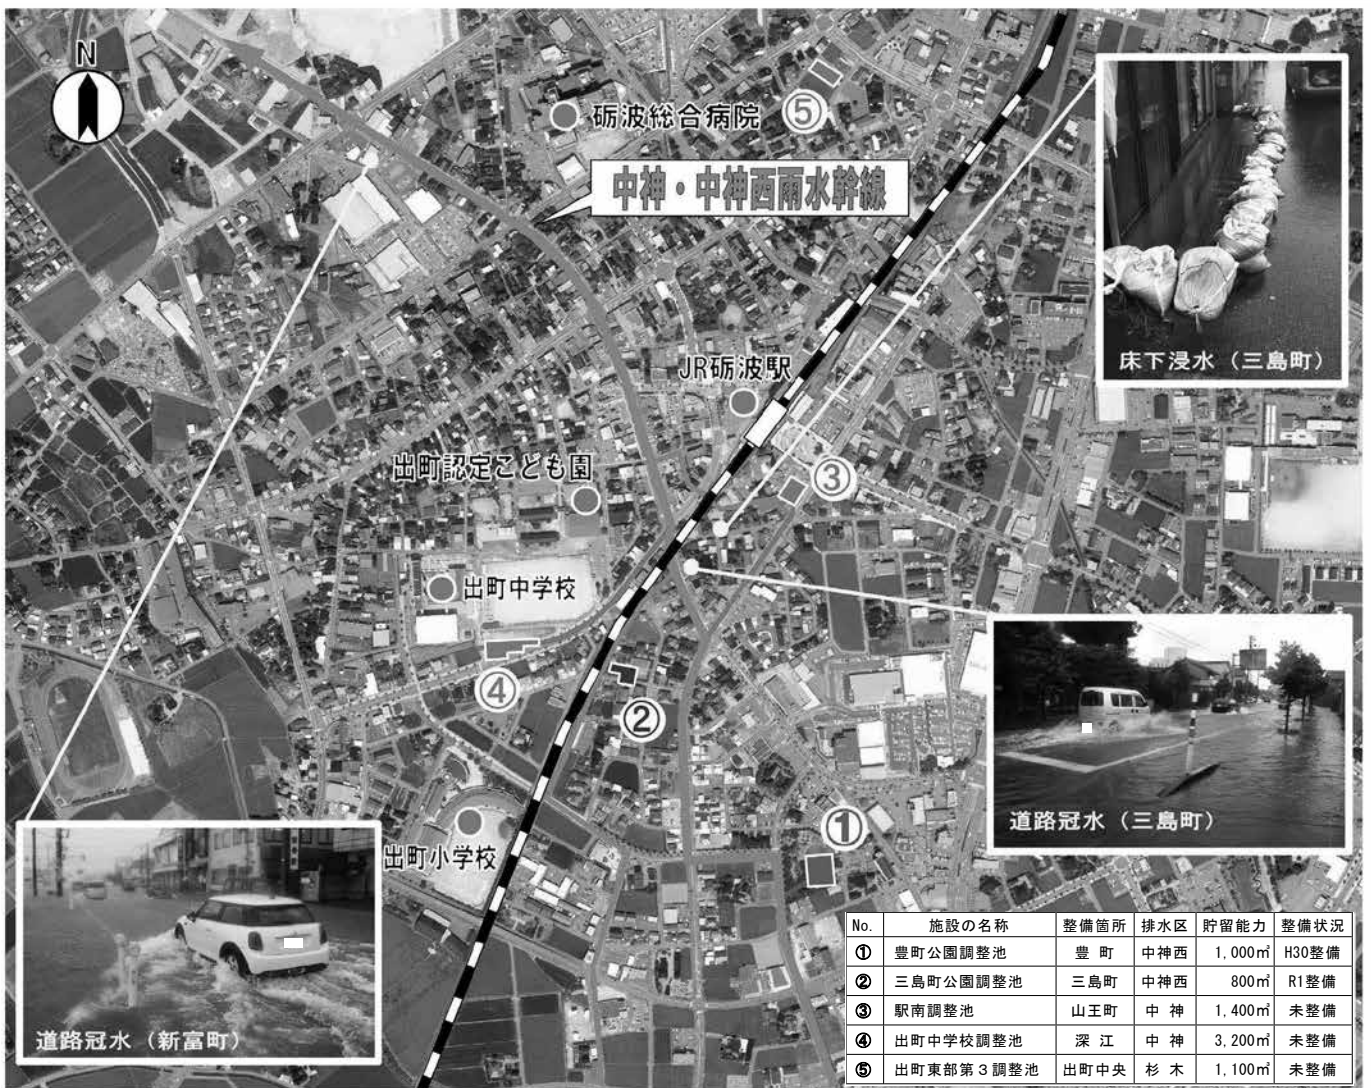 N
砺波総合病院
⑤
中神・中神西雨水幹線
床下浸水（三島町）
JR砺波駅
出町認定こども園
③
出町中学校
④
②
道路冠水（三島町）
①
出町小学校
道路冠水（新富町）
No. 施設の名称 整備箇所 排水区 貯留能力 整備状況
① 豊町公園調整池 豊 町 中神西 1,000㎥ H30整備
② 三島町公園調整池 三島町 中神西 800㎥ R1整備
③ 駅南調整池 山王町 中 神 1,400㎥ 未整備
④ 出町中学校調整池 深 江 中 神 3,200㎥ 未整備
⑤ 出町東部第３調整池 出町中央 杉 木 1,100㎥ 未整備